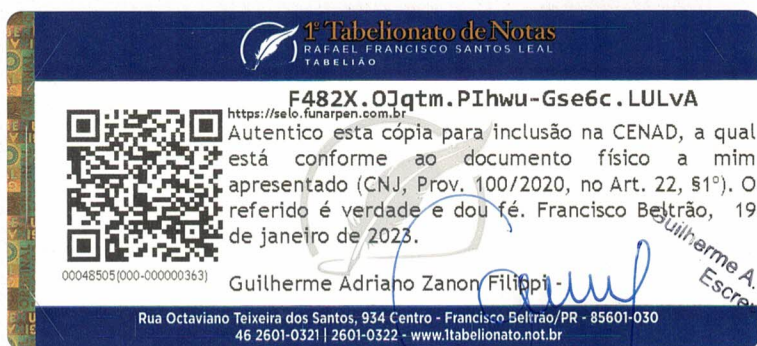 1º Tabelionato de Notas
RAFAEL FRANCISCO SANTOS LEAL
TABELIÃO
F482X.OJqtm.PIhwu-Gse6c.LULvA
https://selo.funarpen.com.br
Autentico esta cópia para inclusão na CENAD, a qual
está conforme ao documento físico a mim
apresentado (CNJ, Prov. 100/2020, no Art. 22, §1º). O
referido é verdade e dou fé. Francisco Beltrão, 19
de janeiro de 2023.
00048505(000-000000363)
Guilherme Adriano Zanon Filippi -
Guilherme A.
Escre
Rua Octaviano Teixeira dos Santos, 934 Centro - Francisco Beltrão/PR - 85601-030
46 2601-0321 | 2601-0322 - www.1tabelionato.not.br